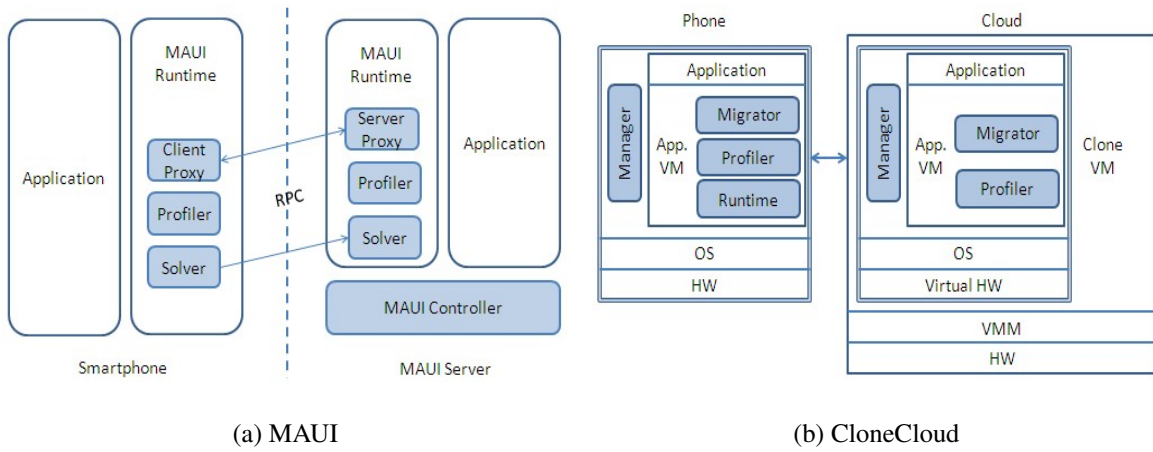 MAUI
Runtime
Client
Proxy
Profiler
Solver
Application
Smartphone
RPC
MAUI
Runtime
Server
Proxy
Profiler
Solver
Application
MAUI Controller
MAUI Server
(a) MAUI
Phone
Application
Manager
App.
VM
Migrator
Profiler
Runtime
OS
HW
Cloud
Application
Manager
App.
VM
Migrator
Profiler
Clone
VM
OS
Virtual HW
VMM
HW
(b) CloneCloud